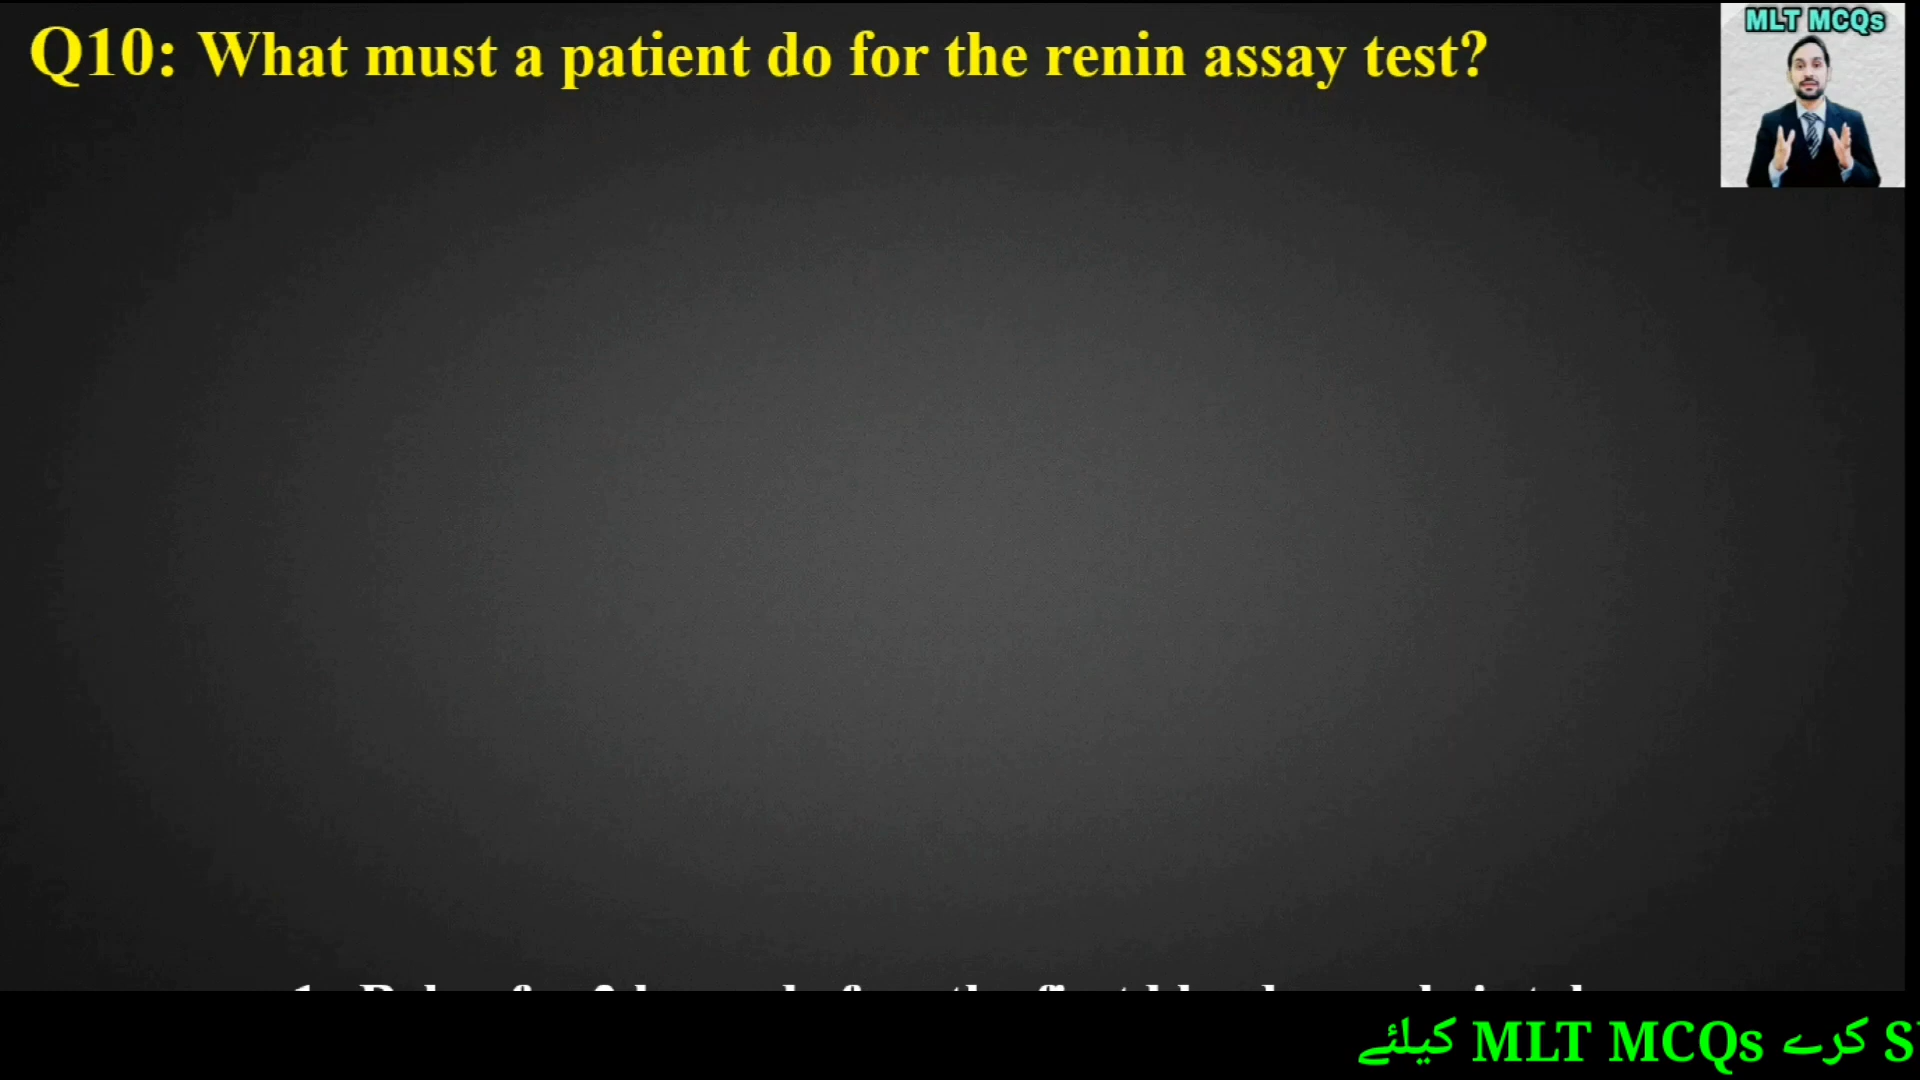 Q10: What must a patient do for the renin assay test?
MLT MCQs
کیلئے MLT MCQs کرے